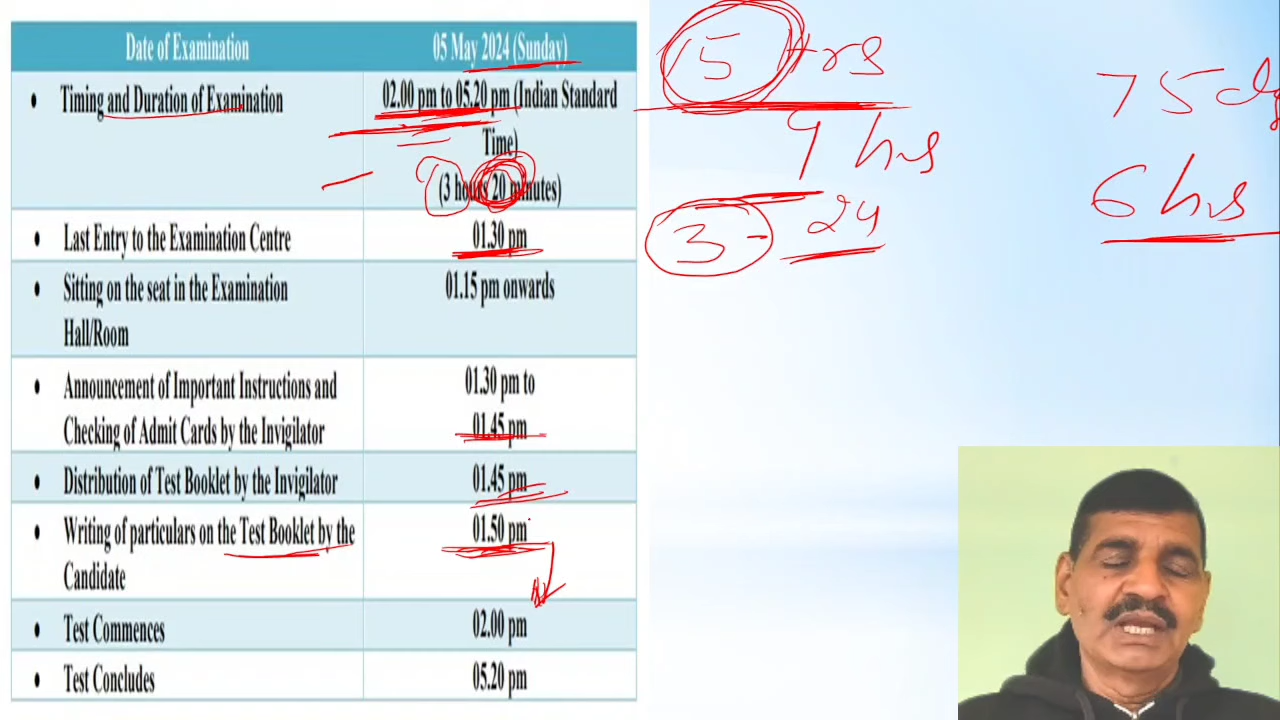 Date of Examination
05 May 2024 (Sunday)
• Timing and Duration of Examination
02.00 pm to 05.20 pm (Indian Standard
Time)
(3 hours 20 minutes)
• Last Entry to the Examination Centre
01.30 pm
• Sitting on the seat in the Examination
Hall/Room
01.15 pm onwards
• Announcement of Important Instructions and
Checking of Admit Cards by the Invigilator
01.30 pm to
01.45 pm
• Distribution of Test Booklet by the Invigilator
01.45 pm
• Writing of particulars on the Test Booklet by the
Candidate
01.50 pm
• Test Commences
02.00 pm
• Test Concludes
05.20 pm
15 Hrs
9 hrs
3 - 24
75
6 hrs